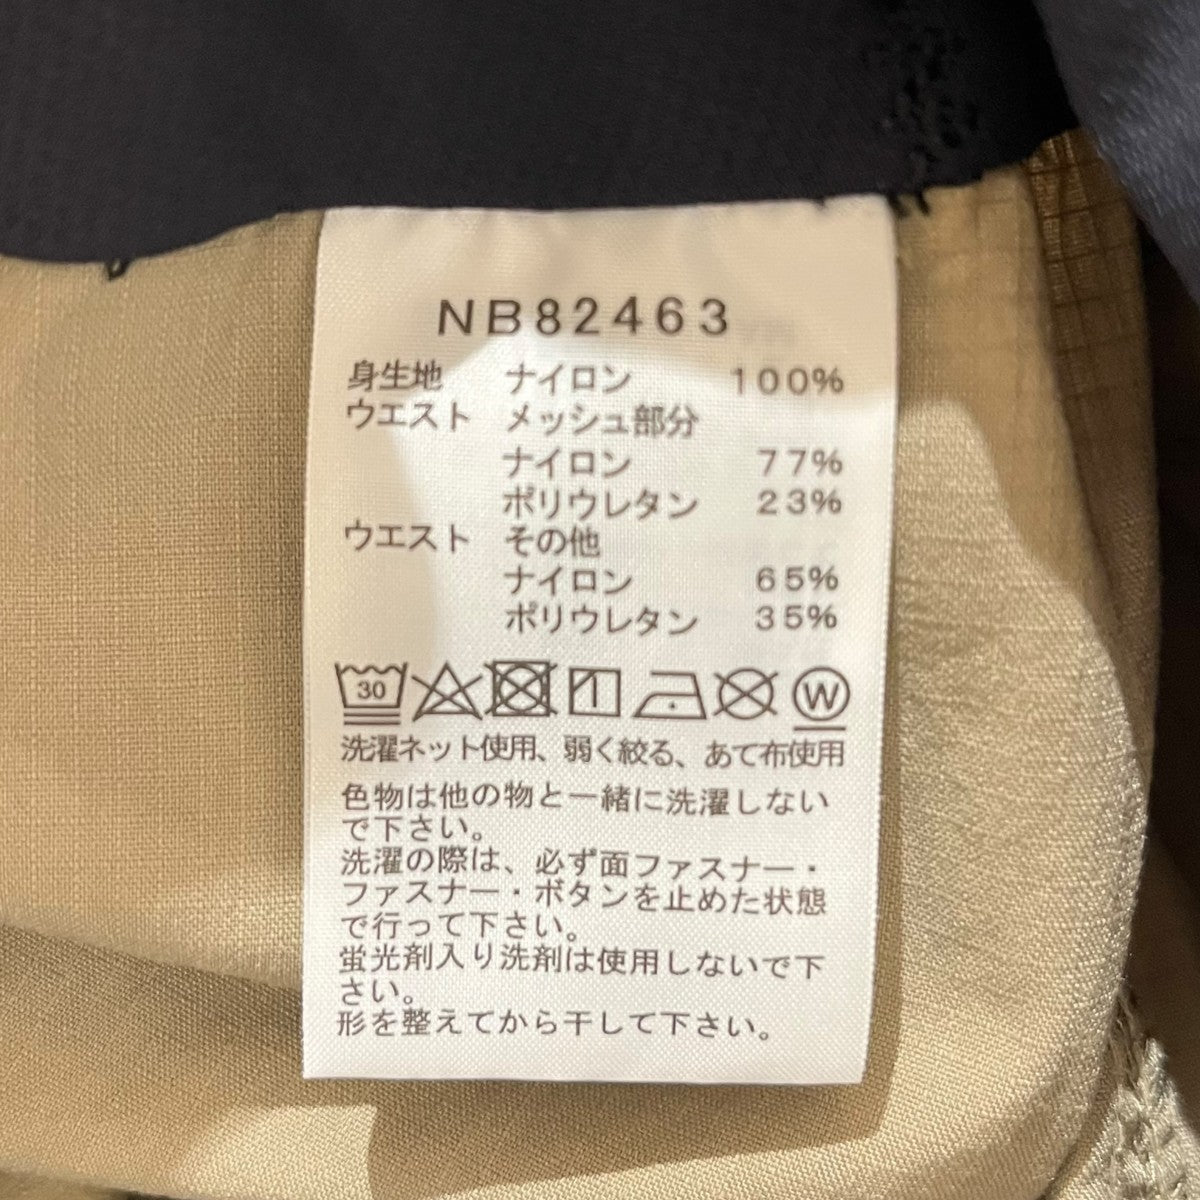 NB82463
身生地 ナイロン 100%
ウエスト メッシュ部分
ナイロン 77%
ポリウレタン 23%
ウエスト その他
ナイロン 65%
ポリウレタン 35%
30 W
洗濯ネット使用、弱く絞る、あて布使用
色物は他の物と一緒に洗濯しない
で下さい。
洗濯の際は、必ず面ファスナー・
ファスナー・ボタンを止めた状態
で行って下さい。
蛍光剤入り洗剤は使用しないで下
さい。
形を整えてから干して下さい。